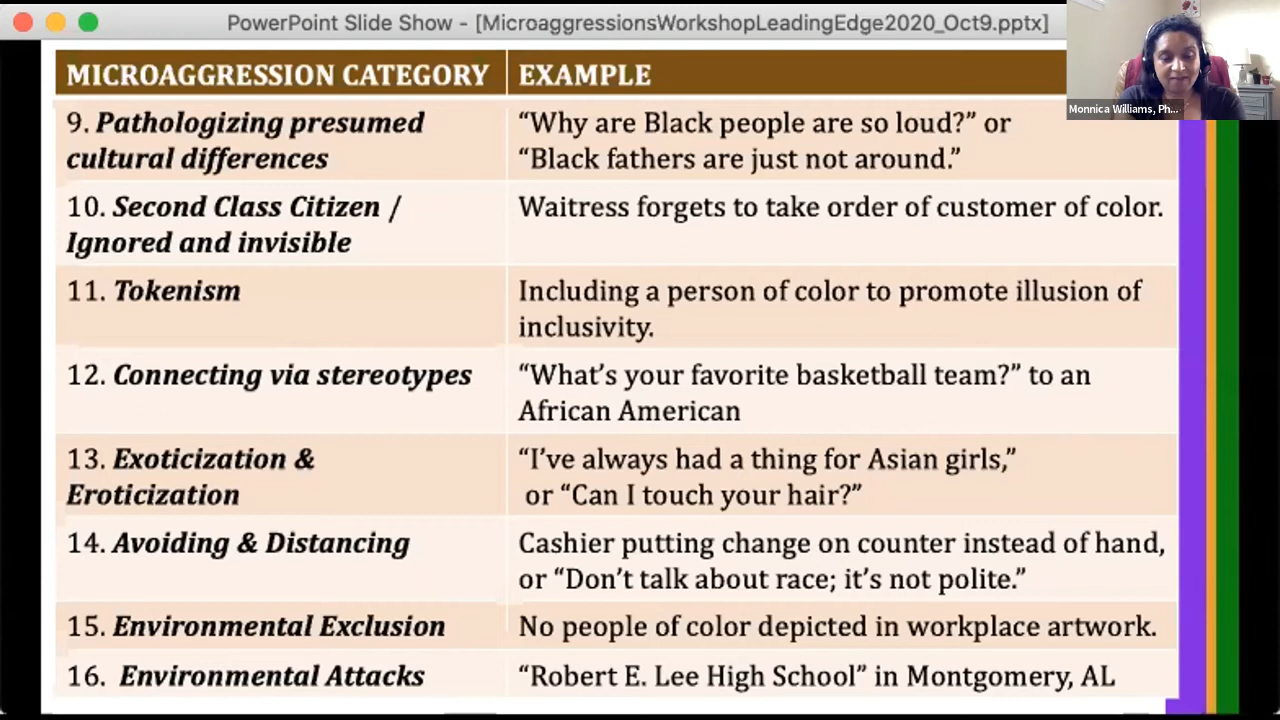 PowerPoint Slide Show - [MicroaggressionsWorkshopLeadingEdge2020_Oct9.pptx]
Monnica Williams, Ph...
MICROAGGRESSION CATEGORY EXAMPLE
9. Pathologizing presumed cultural differences
“Why are Black people are so loud?” or
“Black fathers are just not around.”
10. Second Class Citizen /
Ignored and invisible
Waitress forgets to take order of customer of color.
11. Tokenism
Including a person of color to promote illusion of
inclusivity.
12. Connecting via stereotypes
“What’s your favorite basketball team?” to an
African American
13. Exoticization &
Eroticization
“I’ve always had a thing for Asian girls,”
or “Can I touch your hair?”
14. Avoiding & Distancing
Cashier putting change on counter instead of hand,
or “Don’t talk about race; it’s not polite.”
15. Environmental Exclusion
No people of color depicted in workplace artwork.
16. Environmental Attacks
“Robert E. Lee High School” in Montgomery, AL